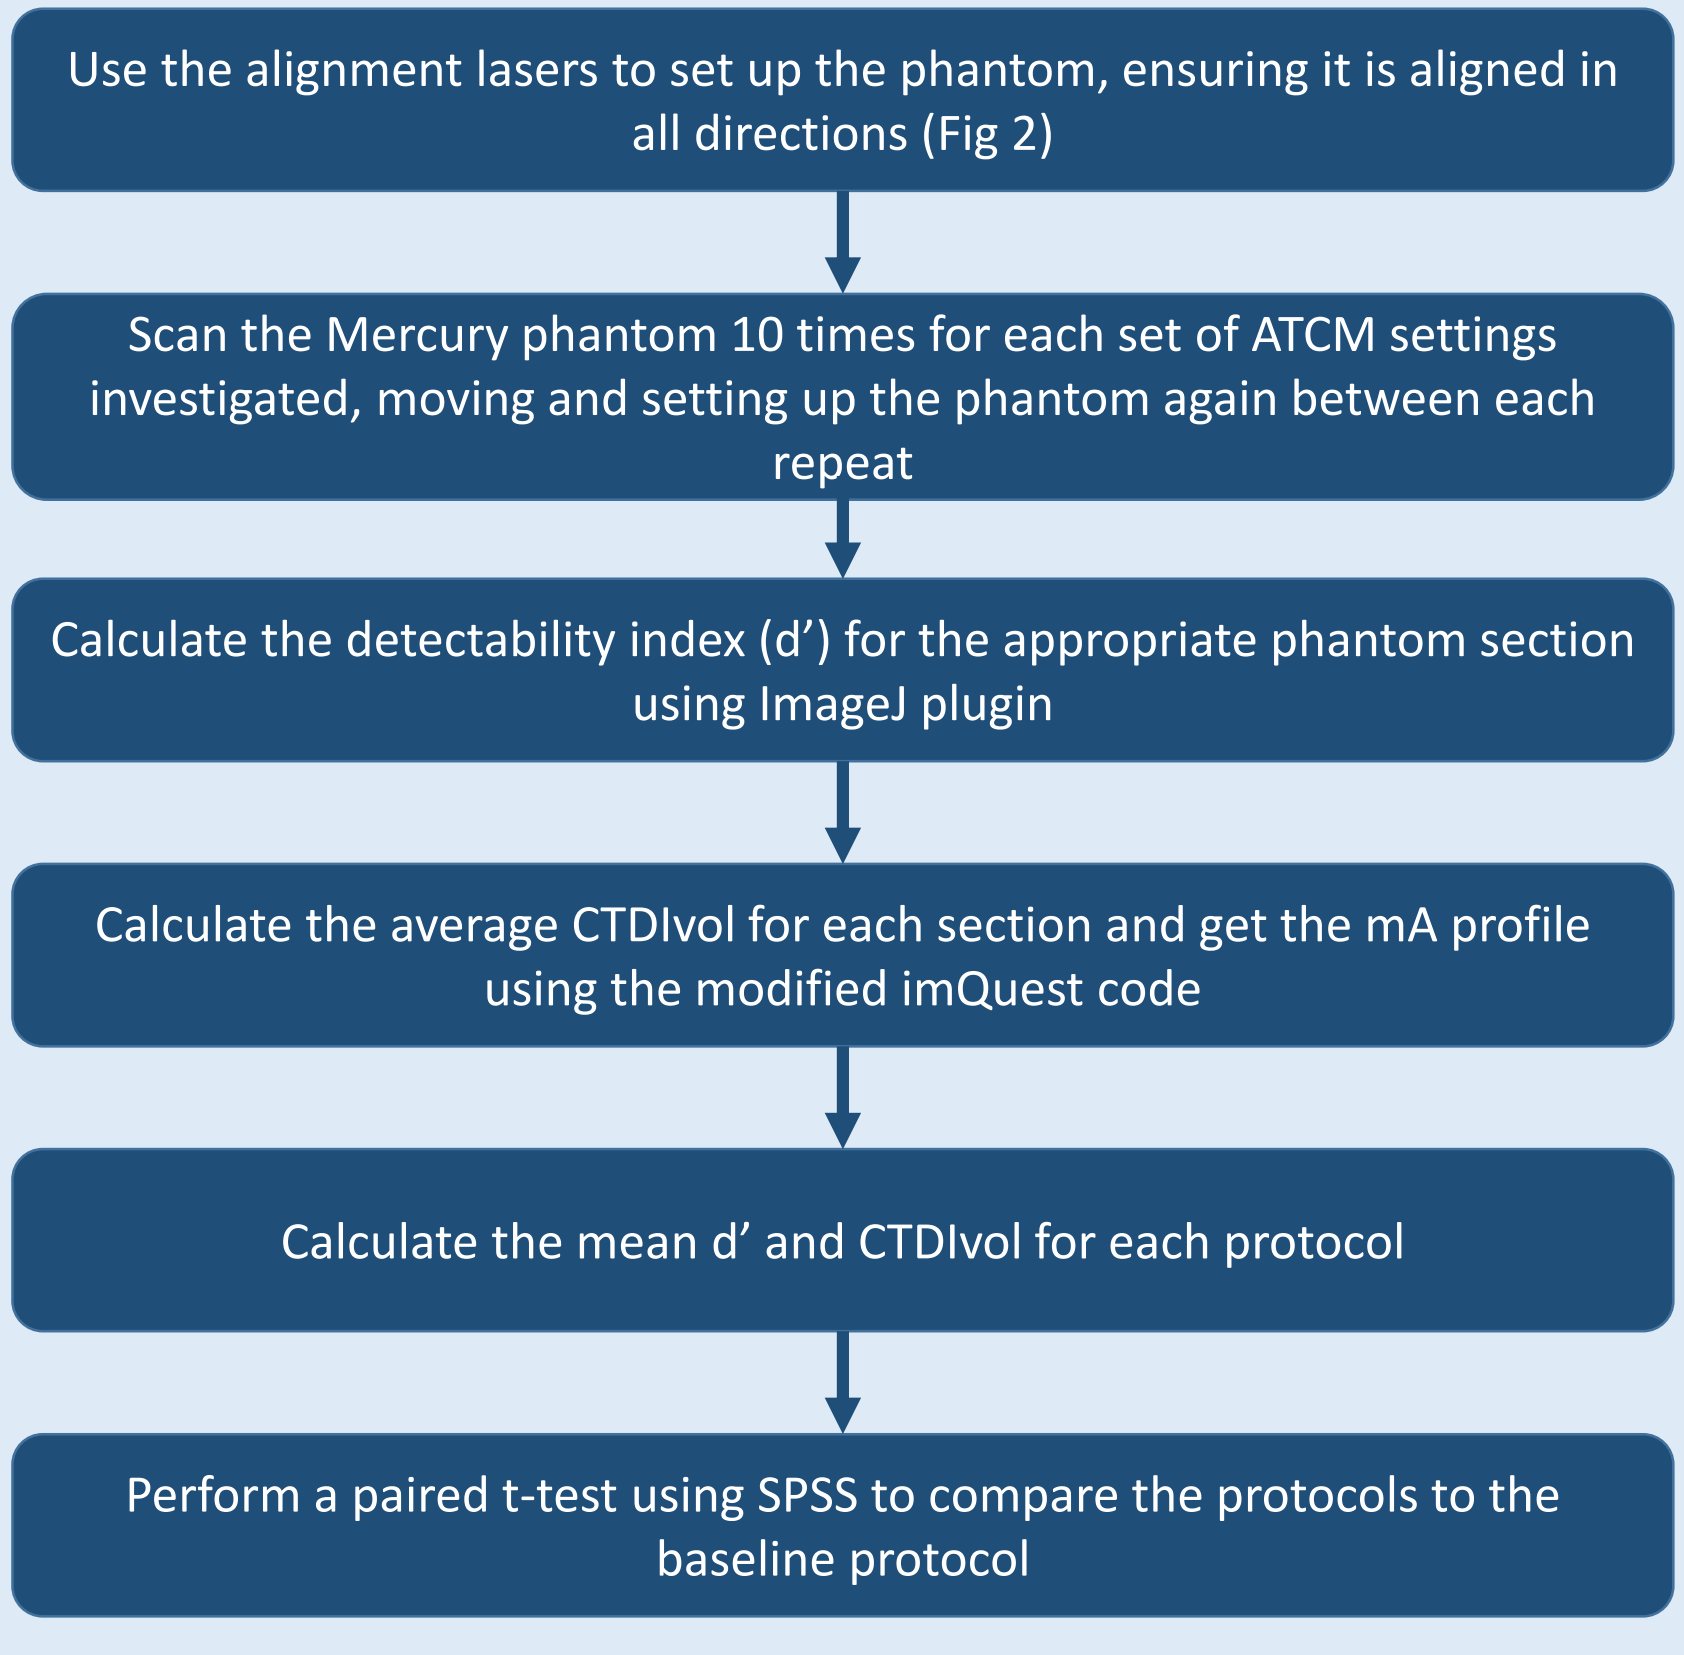 Use the alignment lasers to set up the phantom, ensuring it is aligned in
all directions (Fig 2)
Scan the Mercury phantom 10 times for each set of ATCM settings
investigated, moving and setting up the phantom again between each
repeat
Calculate the detectability index (d’) for the appropriate phantom section
using ImageJ plugin
Calculate the average CTDIvol for each section and get the mA profile
using the modified imQuest code
Calculate the mean d’ and CTDIvol for each protocol
Perform a paired t-test using SPSS to compare the protocols to the
baseline protocol